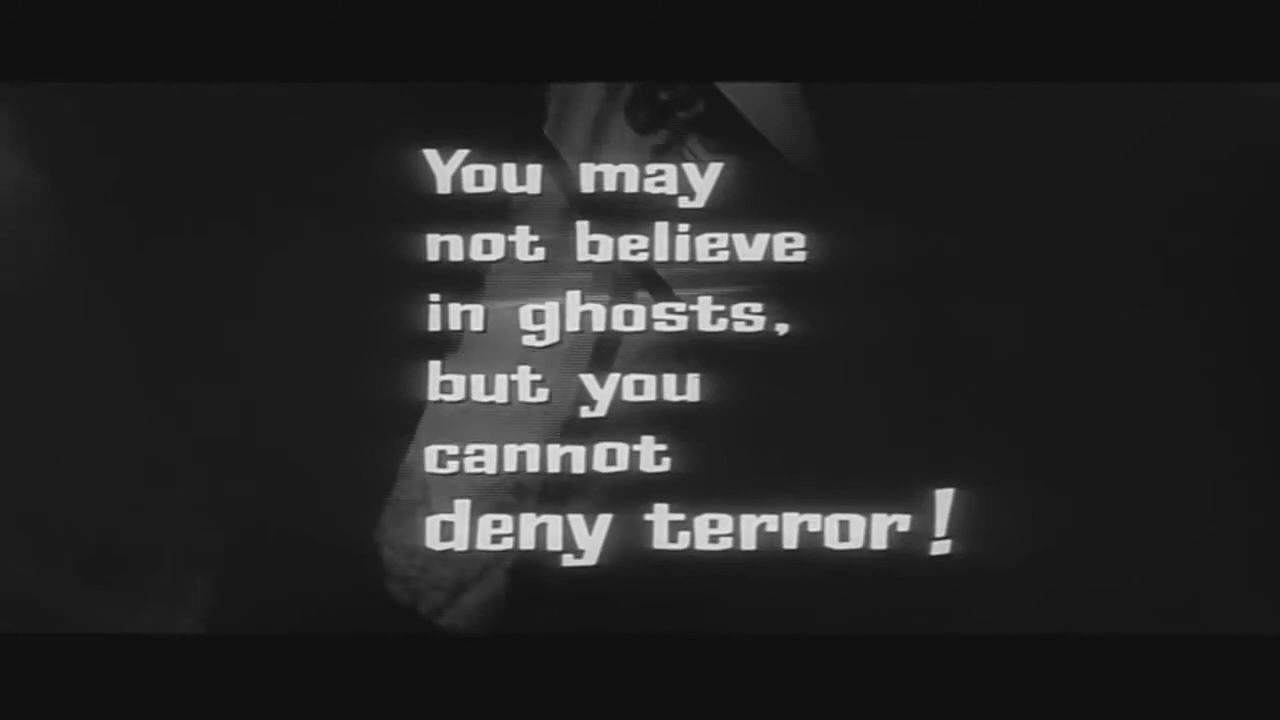 You may
not believe
in ghosts,
but you
cannot
deny terror!